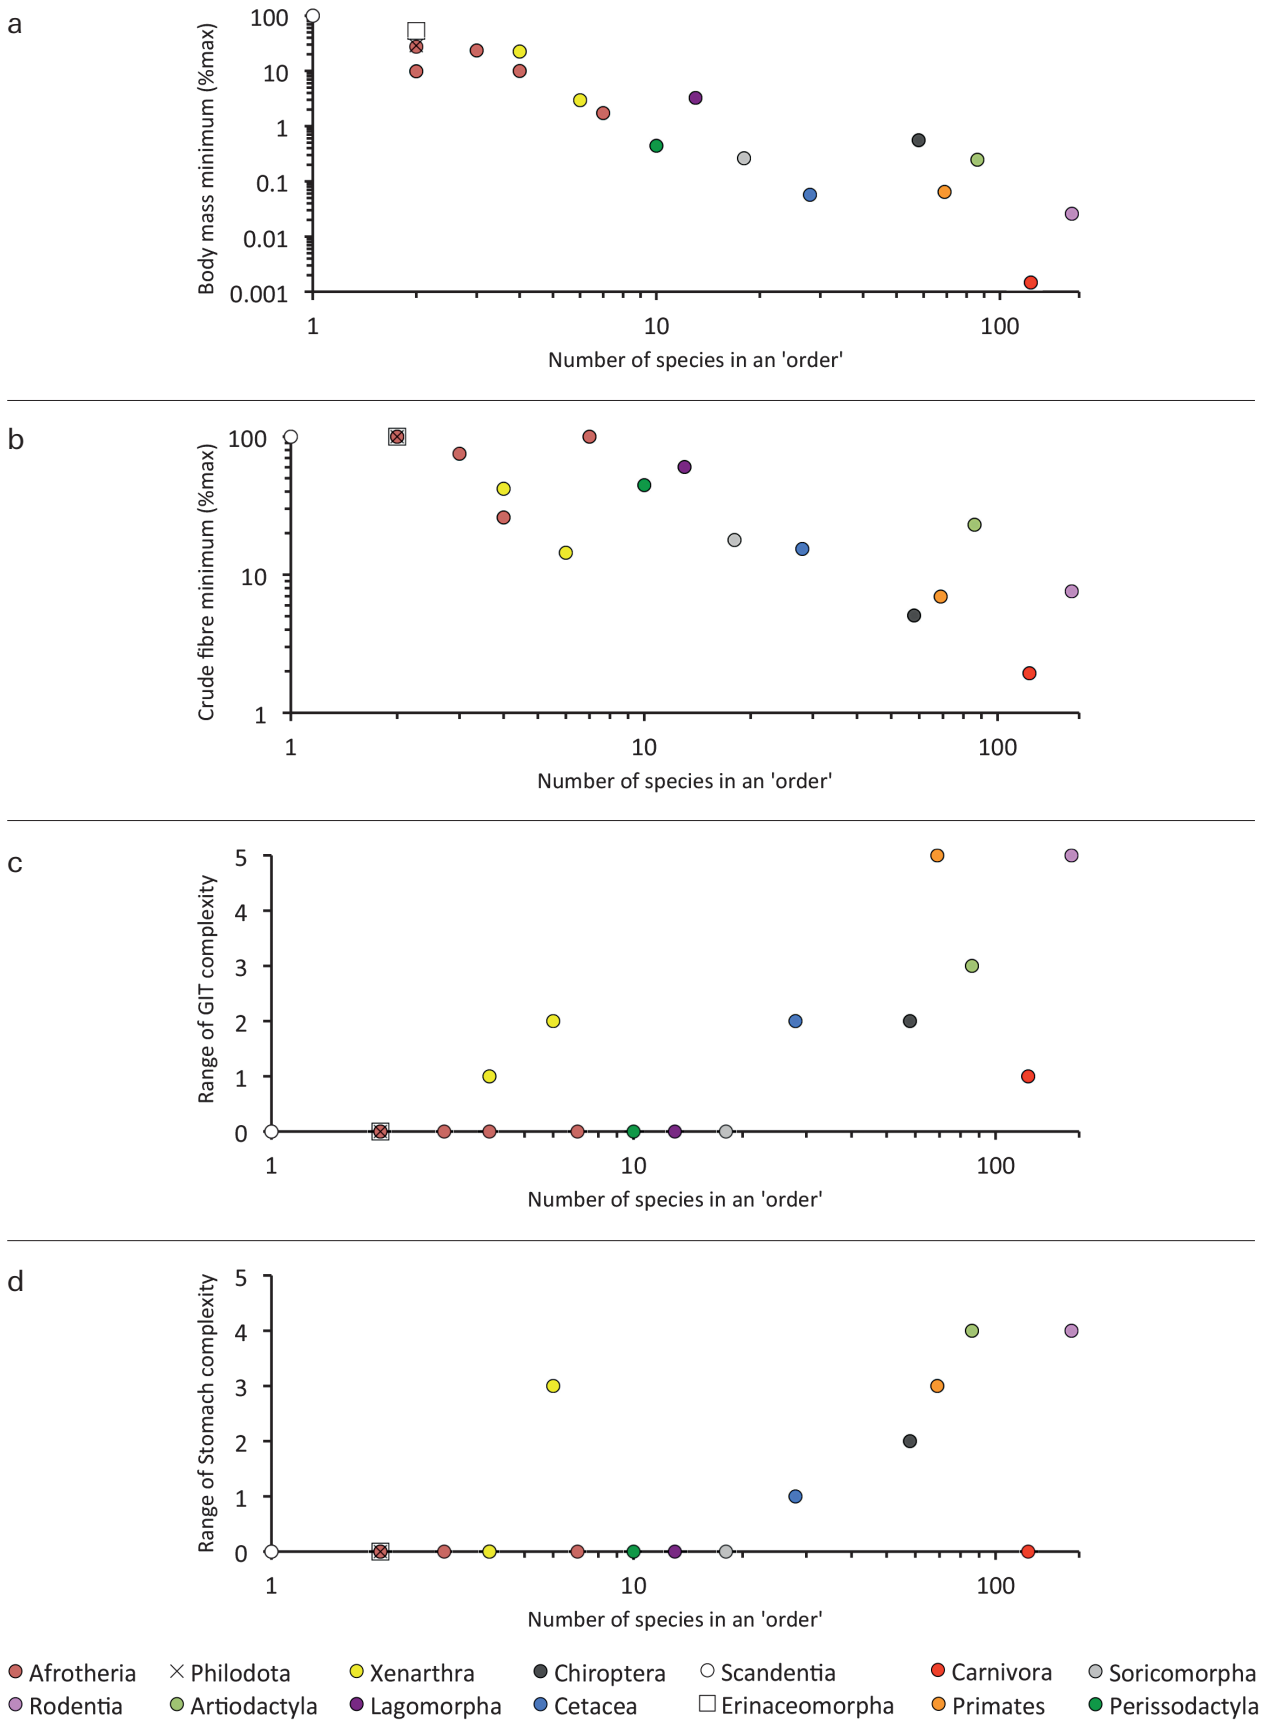 a
Body mass minimum (%max)
100
10
1
0.1
0.01
0.001
1 10 100
Number of species in an 'order'
b
Crude fibre minimum (%max)
100
10
1
1 10 100
Number of species in an 'order'
c
Range of GIT complexity
5
4
3
2
1
0
1 10 100
Number of species in an 'order'
d
Range of Stomach complexity
5
4
3
2
1
0
1 10 100
Number of species in an 'order'
Afrotheria Philodota Xenarthra Chiroptera Scandentia Carnivora Soricomorpha
Rodentia Artiodactyla Lagomorpha Cetacea Erinaceomorpha Primates Perissodactyla